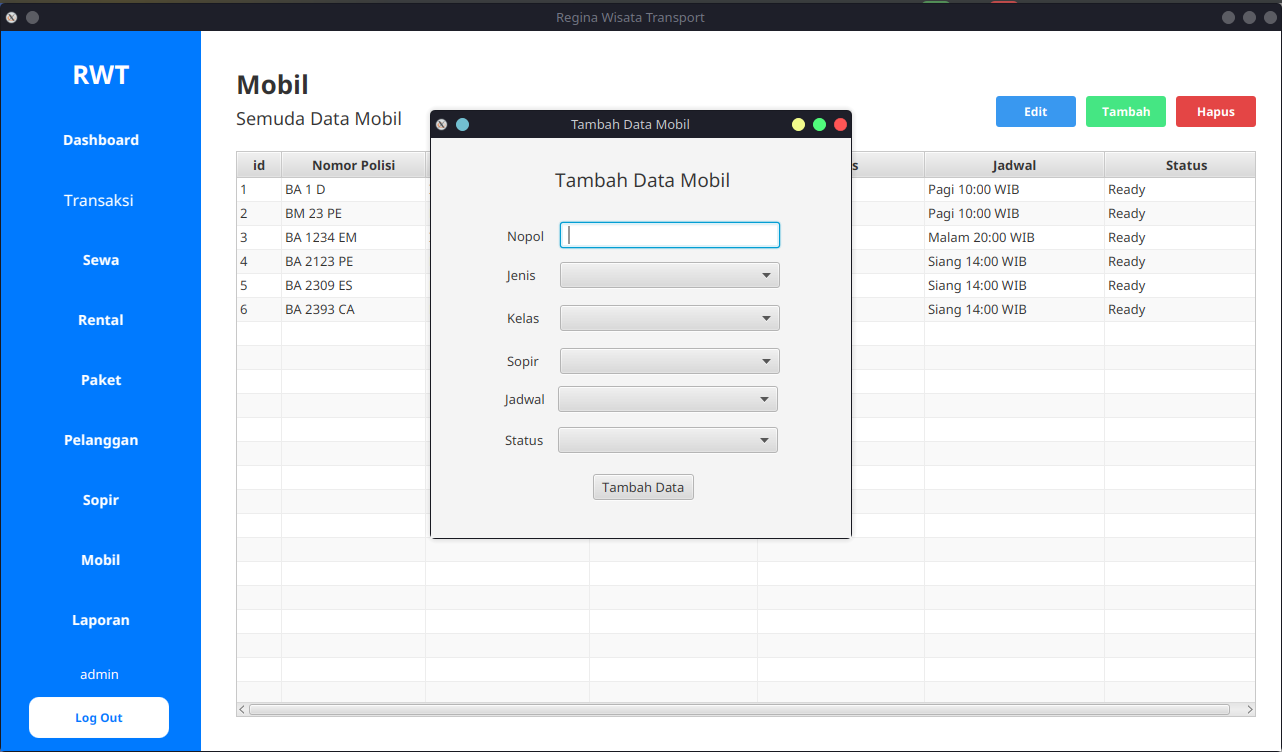 Regina Wisata Transport
RWT
Dashboard
Transaksi
Sewa
Rental
Paket
Pelanggan
Sopir
Mobil
Laporan
admin
Log Out
Mobil
Semuda Data Mobil
Edit Tambah Hapus
id Nomor Polisi s Jadwal Status
1 BA 1 D Pagi 10:00 WIB Ready
2 BM 23 PE Pagi 10:00 WIB Ready
3 BA 1234 EM Malam 20:00 WIB Ready
4 BA 2123 PE Siang 14:00 WIB Ready
5 BA 2309 ES Siang 14:00 WIB Ready
6 BA 2393 CA Siang 14:00 WIB Ready
Tambah Data Mobil
Tambah Data Mobil
Nopol
Jenis
Kelas
Sopir
Jadwal
Status
Tambah Data